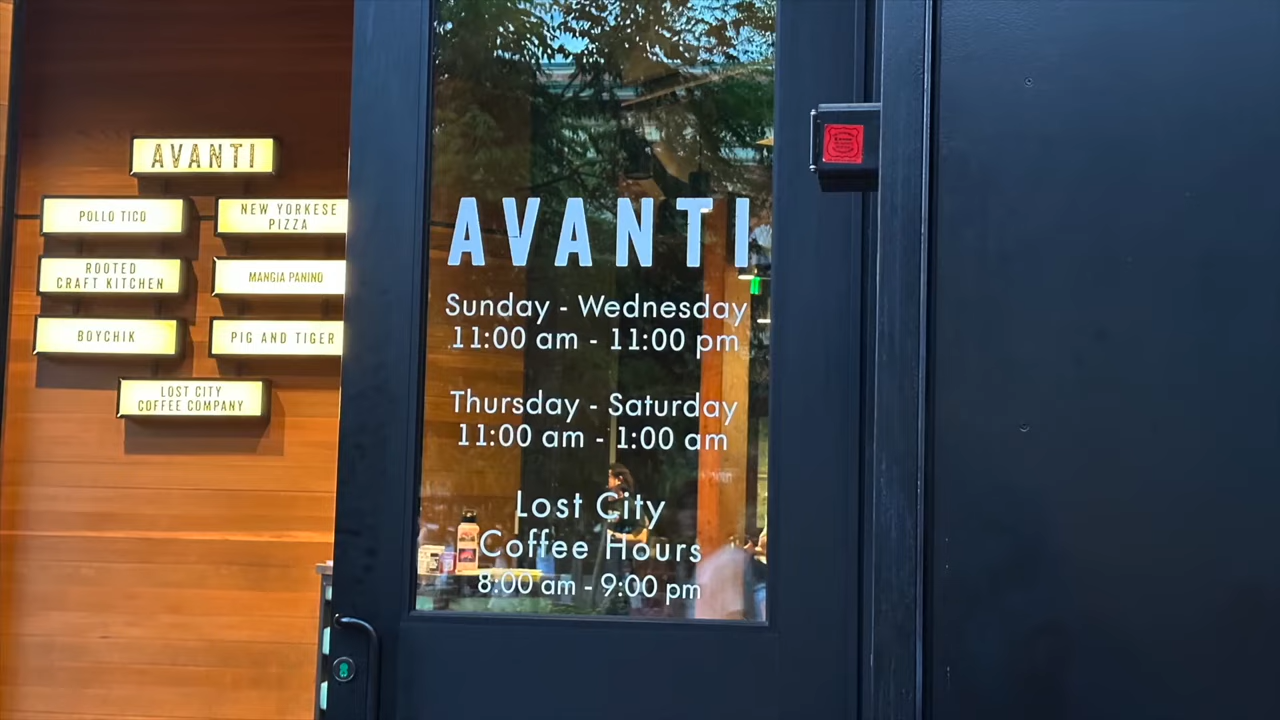 AVANTI
POLLO TICO
NEW YORKESE
PIZZA
ROOTED
CRAFT KITCHEN
MANGIA PANINO
BOYCHIK
PIG AND TIGER
LOST CITY
COFFEE COMPANY
AVANTI
Sunday - Wednesday
11:00 am - 11:00 pm
Thursday - Saturday
11:00 am - 1:00 am
Lost City
Coffee Hours
8:00 am - 9:00 pm